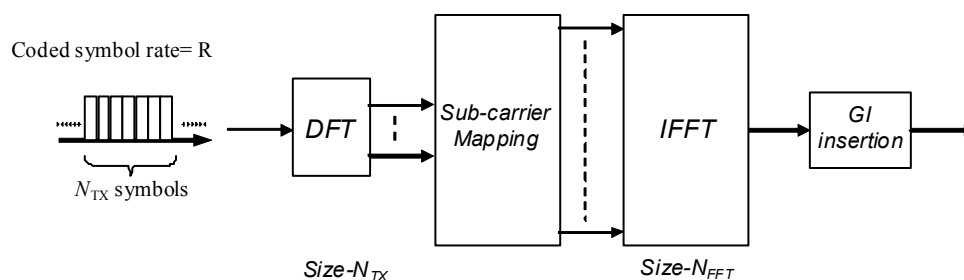 Coded symbol rate= R
N_TX symbols
DFT
Sub-carrier
Mapping
IFFT
GI
insertion
Size-N_TX
Size-N_FFT